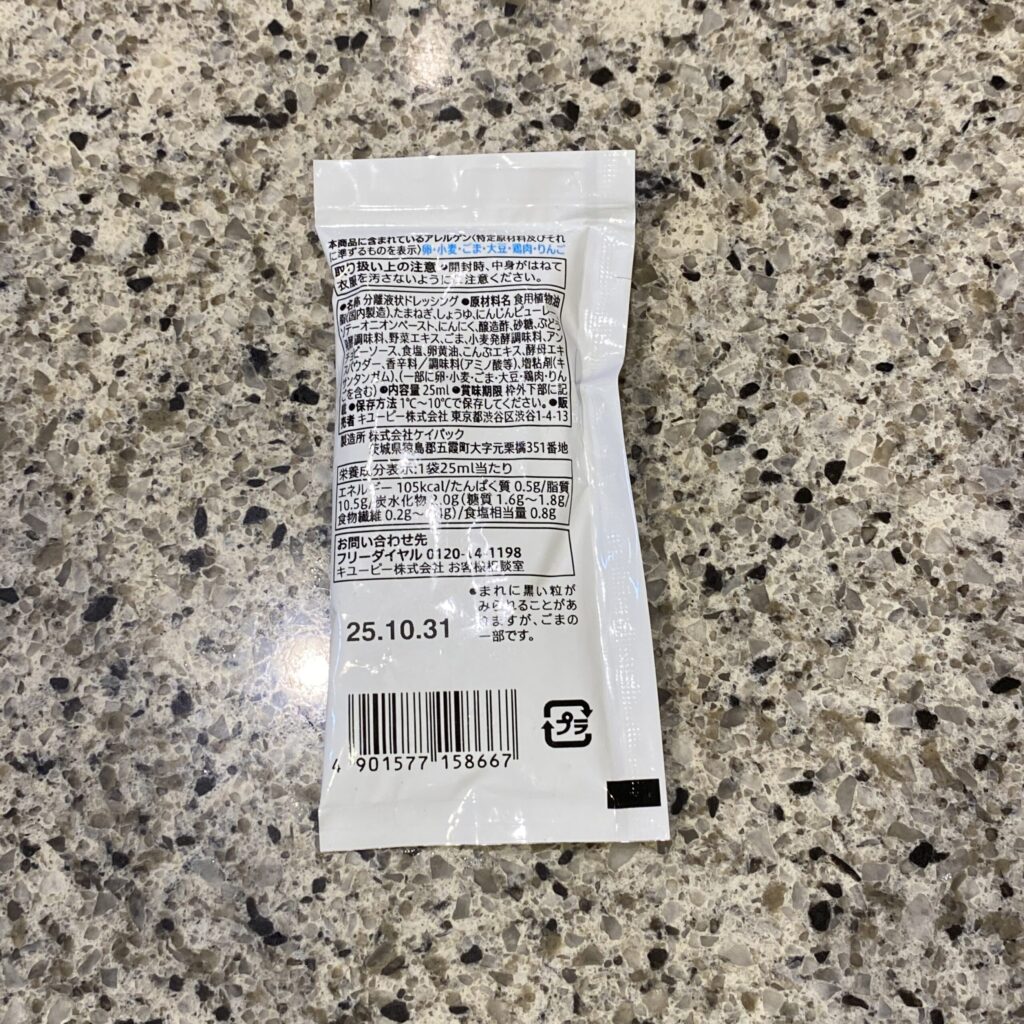 本商品に含まれているアレルゲン(特定原材料及びそれ
に準ずるものを表示)卵・小麦・ごま・大豆・鶏肉・りんご
取り扱い上の注意 ●開封時、中身がはねて
衣服を汚さないようにご注意ください。
●名称 分離液状ドレッシング ●原材料名 食用植物油
脂(国内製造)、たまねぎ、しょうゆ、にんじんピューレー、
ソテーオニオンペースト、にんにく、醸造酢、砂糖、ぶどう
調味料、野菜エキス、ごま、小麦発酵調味料、アン
チョビーソース、食塩、卵黄油、こんぶエキス、酵母エキ
スパウダー、香辛料/調味料(アミノ酸等)、増粘剤(キ
サンタンガム)、(一部に卵・小麦・ごま・大豆・鶏肉・りん
ごを含む) ●内容量 25ml ●賞味期限 枠外下部に記
載 ●保存方法 1℃~10℃で保存してください。●販
売者 キユーピー株式会社 東京都渋谷区渋谷1-4-13
製造所 株式会社ケイパック
茨城県猿島郡五霞町大字元栗橋351番地
栄養成分表示:1袋25ml当たり
エネルギー 105kcal/たんぱく質 0.5g/脂質
10.5g/炭水化物 2.0g(糖質 1.6g~1.8g/
食物繊維 0.2g~)/食塩相当量 0.8g
お問い合わせ先
フリーダイヤル 0120-14-1198
キユーピー株式会社 お客様相談室
●まれに黒い粒が
みられることがあ
りますが、ごまの
一部です。
25.10.31
4 901577 158667
プラ